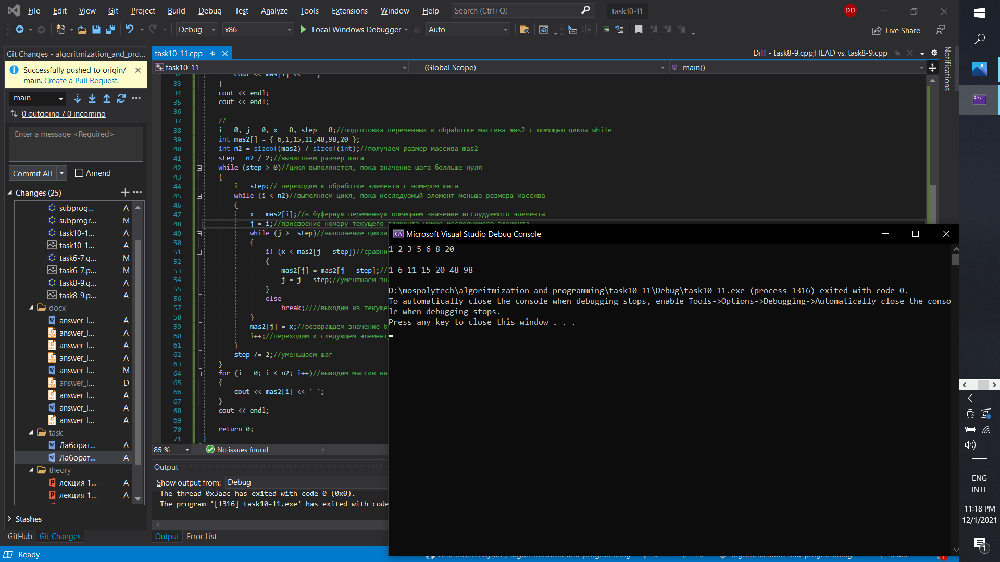 File Edit View Git Project Build Debug Test Analyze Tools Extensions Window Help Search (Ctrl+Q) task10-11 DD
Debug x86 Local Windows Debugger Auto Live Share
Git Changes - algoritmization_and_pro...
Successfully pushed to origin/
main. Create a Pull Request.
main
0 outgoing / 0 incoming
Enter a message <Required>
Commit All Amend
Changes (25)
subprog... A
subprogr... M
task10-1... A
task10-1... A
task6-7.g... M
task6-7.p... M
task8-9.g... A
task8-9.p... A
docx
answer_l... A
answer_l... A
answer_l... A
answer_l... A
answer_l... M
answer_l... D
answer_l... A
answer_l... A
answer_l... A
task
Лаборат... A
Лаборат... A
theory
лекция 1... A
лекция 1... A
Stashes
GitHub Git Changes
Ready
task10-11.cpp Diff - task8-9.cpp;HEAD vs. task8-9.cpp
task10-11 (Global Scope) main()
32 cout << mas[i] << ' ';
33 }
34 cout << endl;
35 cout << endl;
36
37 //--------------------------------------------------------------------------
38 i = 0, j = 0, x = 0, step = 0;//подготовка переменных к обработке массива mas2 с помощью цикла while
39 int mas2[] = { 6,1,15,11,48,98,20 };
40 int n2 = sizeof(mas2) / sizeof(int);//получаем размер массива mas2
41 step = n2 / 2;//вычисляем размер шага
42 while (step > 0)//цикл выполянется, пока значение шага болльше нуля
43 {
44 i = step;// переходим к обработке элемента с номером шага
45 while (i < n2)//выполняем цикл, пока исследуемый элемент меньше размера массива
46 {
47 x = mas2[i];//в буферную переменную помещаем значение исслудуемого элемента
48 j = i;//присвоение номеру текущего элемента номер исследуемого элемента
49 while (j >= step)//выполнение цикла
50 {
51 if (x < mas2[j - step])//сравни
52 {
53 mas2[j] = mas2[j - step];//
54 j = j - step;//ументшаем зн
55 }
56 else
57 break;////выходим из текуще
58 }
59 mas2[j] = x;//возвращаем значение б
60 i++;//переходим к следующем элемент
61 }
62 step /= 2;//уменьшаем шаг
63 }
64 for (i = 0; i < n2; i++)//выаодим массив на
65 {
66 cout << mas2[i] << ' ';
67 }
68 cout << endl;
69
70 return 0;
71 }
85 % No issues found
Output
Show output from: Debug
The thread 0x3aac has exited with code 0 (0x0).
The program '[1316] task10-11.exe' has exited with code
Output Error List
Microsoft Visual Studio Debug Console
1 2 3 5 6 8 20
1 6 11 15 20 48 98
D:\mospolytech\algoritmization_and_programming\task10-11\Debug\task10-11.exe (process 1316) exited with code 0.
To automatically close the console when debugging stops, enable Tools->Options->Debugging->Automatically close the conso
le when debugging stops.
Press any key to close this window . . .
Notifications
ENG
INTL
11:18 PM
12/1/2021
1